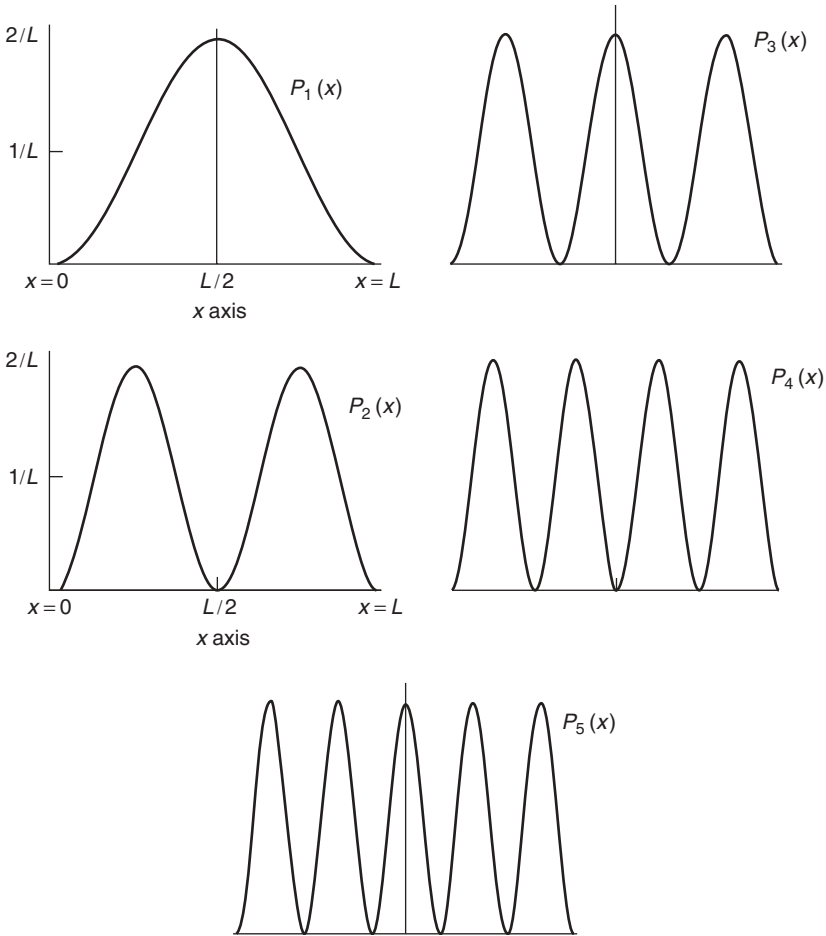 2/L
P₁(x)
1/L
x=0 L/2 x=L
x axis
P₃(x)
2/L
P₂(x)
1/L
x=0 L/2 x=L
x axis
P₄(x)
P₅(x)